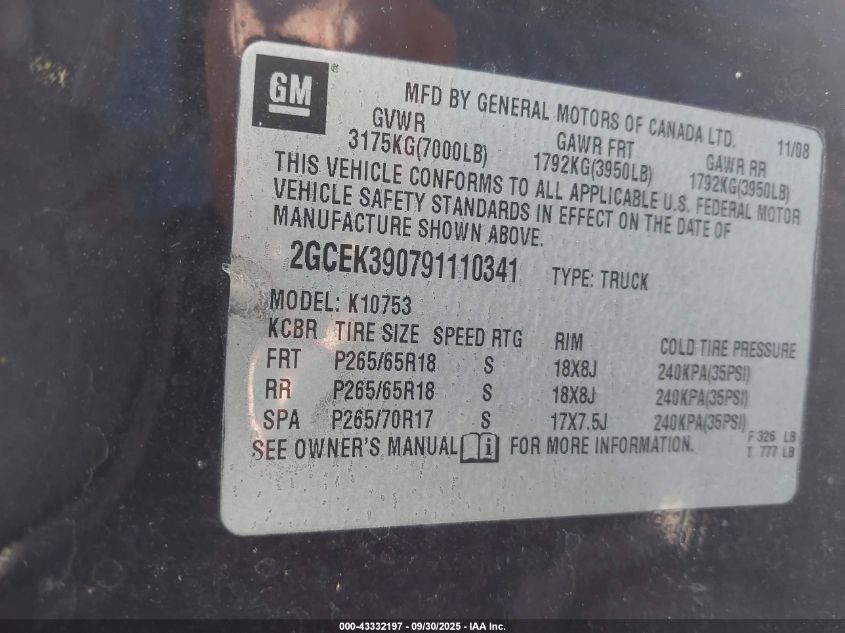 GM
MFD BY GENERAL MOTORS OF CANADA LTD. 11/08
GVWR GAWR FRT GAWR RR
3175KG(7000LB) 1792KG(3950LB) 1792KG(3950LB)
THIS VEHICLE CONFORMS TO ALL APPLICABLE U.S. FEDERAL MOTOR
VEHICLE SAFETY STANDARDS IN EFFECT ON THE DATE OF
MANUFACTURE SHOWN ABOVE.
2GCEK390791110341 TYPE: TRUCK
MODEL: K10753
KCBR TIRE SIZE SPEED RTG RIM COLD TIRE PRESSURE
FRT P265/65R18 S 18X8J 240KPA(35PSI)
RR P265/65R18 S 18X8J 240KPA(35PSI)
SPA P265/70R17 S 17X7.5J 240KPA(35PSI)
SEE OWNER'S MANUAL i FOR MORE INFORMATION.
F 326 LB
T 777 LB
000-43332197 - 09/30/2025 - IAA Inc.